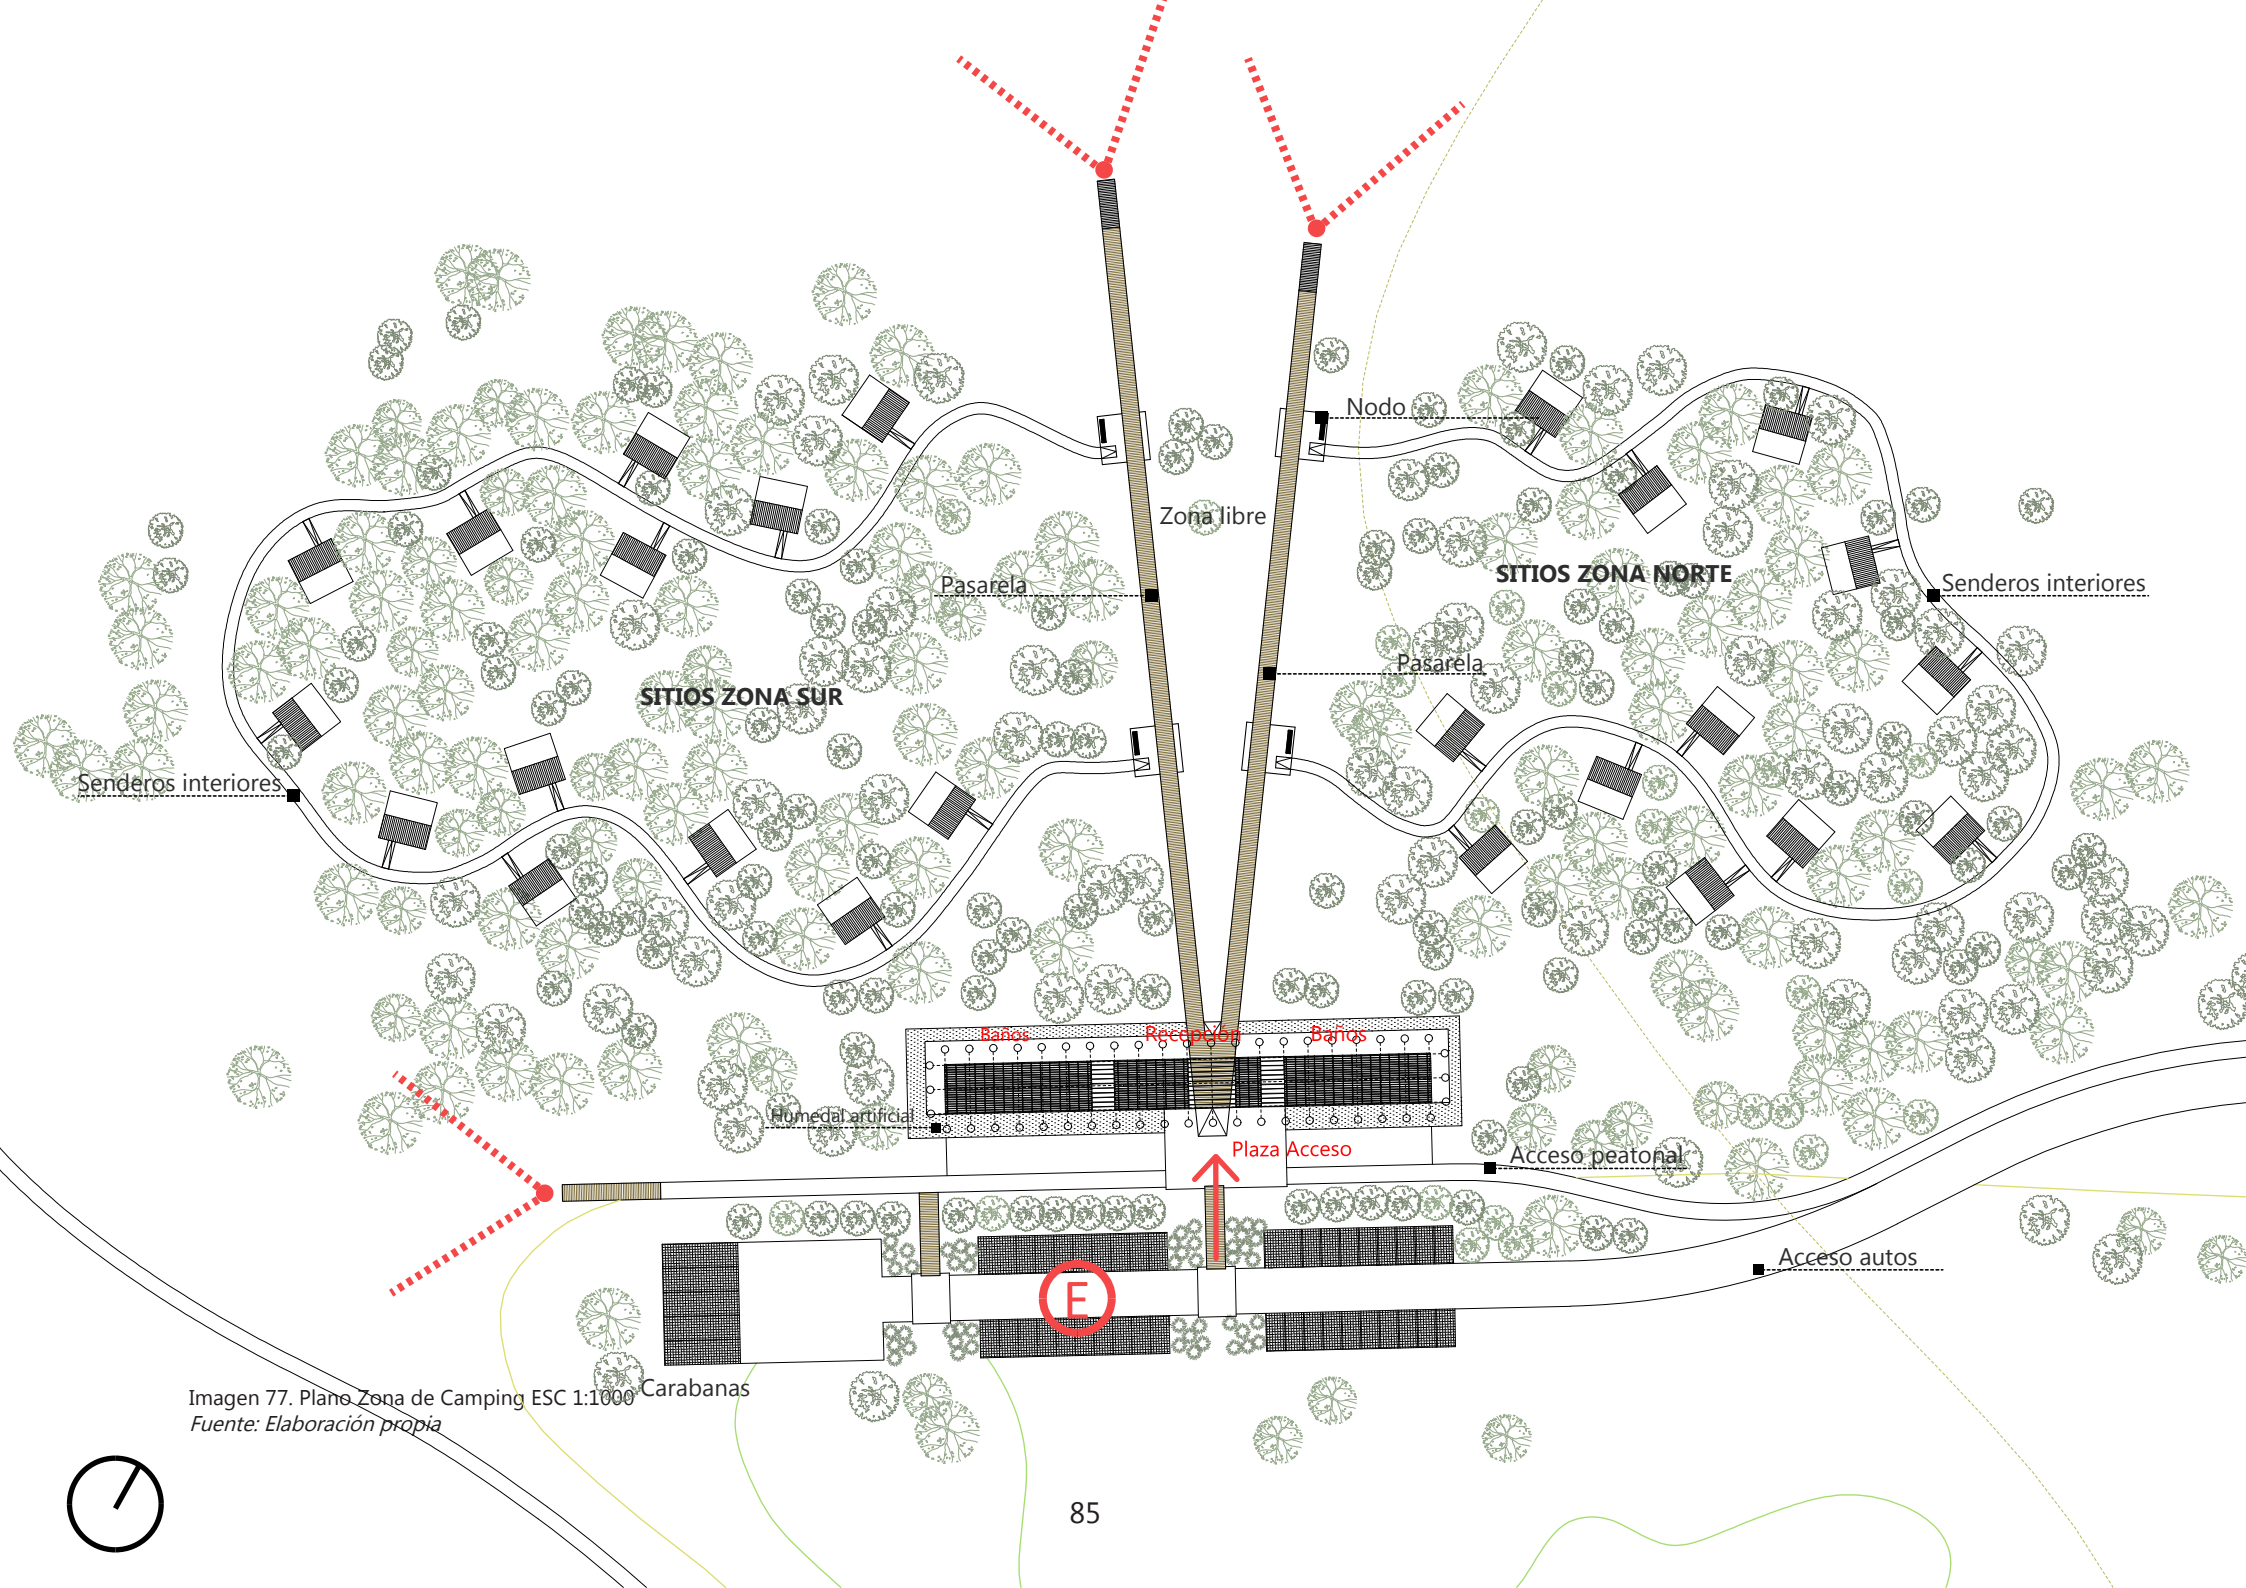 Nodo
Zona libre
SITIOS ZONA NORTE
Senderos interiores
Pasarela
Pasarela
SITIOS ZONA SUR
Senderos interiores
Baños
Recepción
Baños
Humedal artificial
Plaza Acceso
Acceso peatonal
Acceso autos
E
Carabanas
Imagen 77. Plano Zona de Camping ESC 1:1000
Fuente: Elaboración propia
85